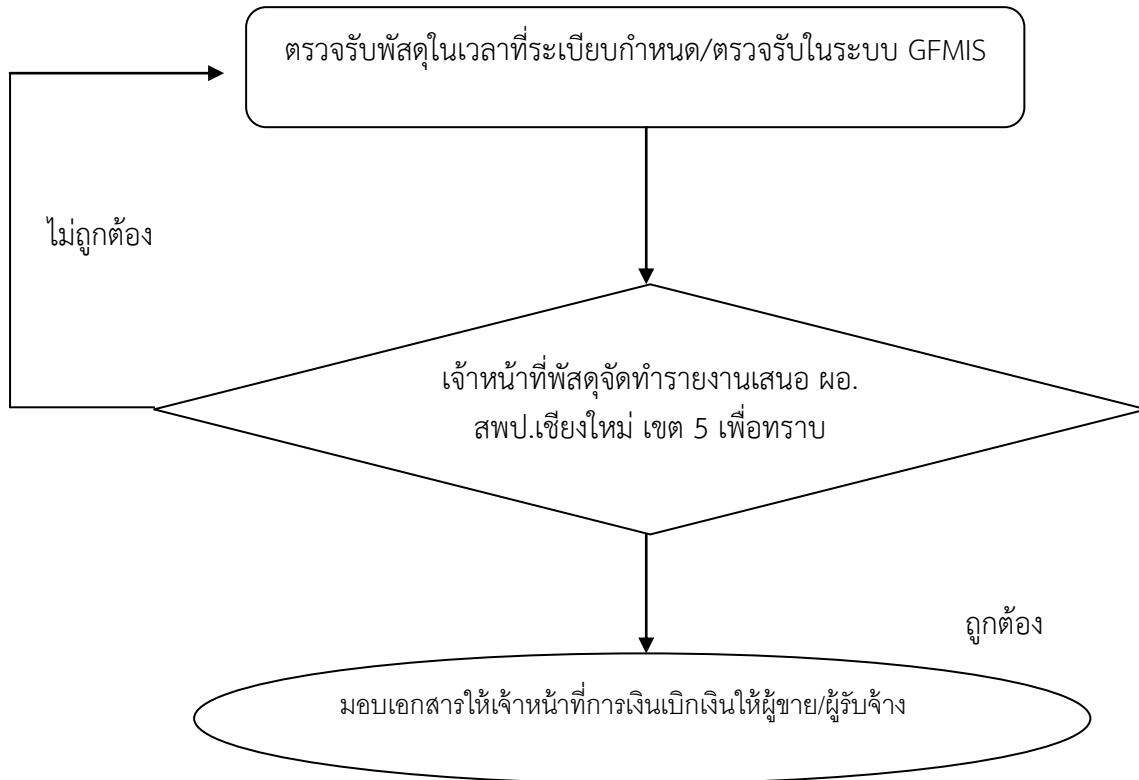 ตรวจรับพัสดุในเวลาที่ระเบียบกำหนด/ตรวจรับในระบบ GFMIS
ไม่ถูกต้อง
เจ้าหน้าที่พัสดุจัดทำรายงานเสนอ ผอ.
สพป.เชียงใหม่ เขต 5 เพื่อทราบ
ถูกต้อง
มอบเอกสารให้เจ้าหน้าที่การเงินเบิกเงินให้ผู้ขาย/ผู้รับจ้าง